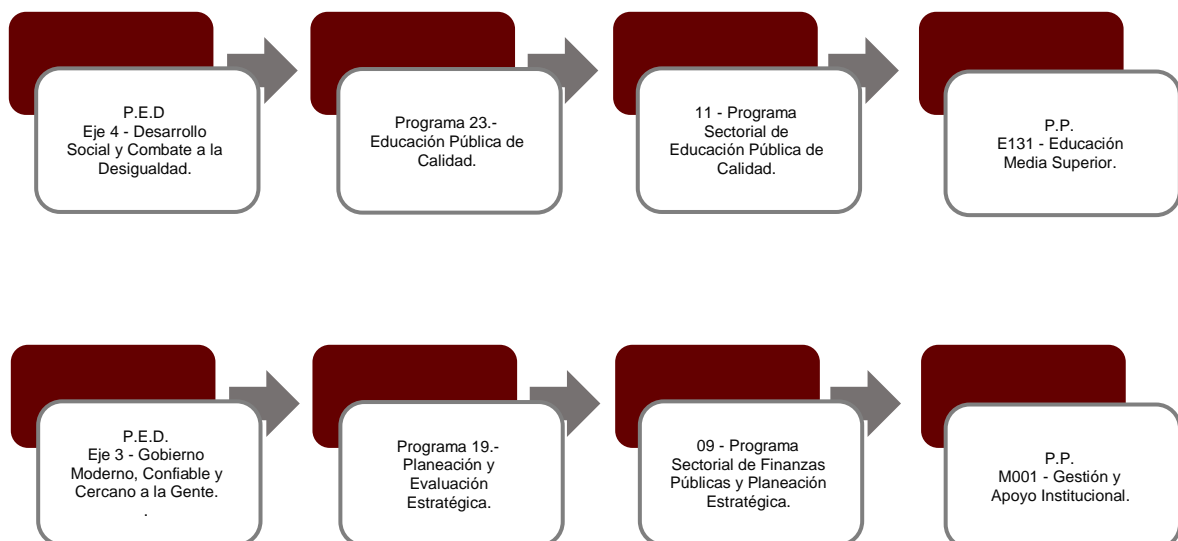 P.E.D
Eje 4 - Desarrollo
Social y Combate a la
Desigualdad.
Programa 23.-
Educación Pública de
Calidad.
11 - Programa
Sectorial de
Educación Pública de
Calidad.
P.P.
E131 - Educación
Media Superior.
P.E.D.
Eje 3 - Gobierno
Moderno, Confiable y
Cercano a la Gente.
.
Programa 19.-
Planeación y
Evaluación
Estratégica.
09 - Programa
Sectorial de Finanzas
Públicas y Planeación
Estratégica.
P.P.
M001 - Gestión y
Apoyo Institucional.